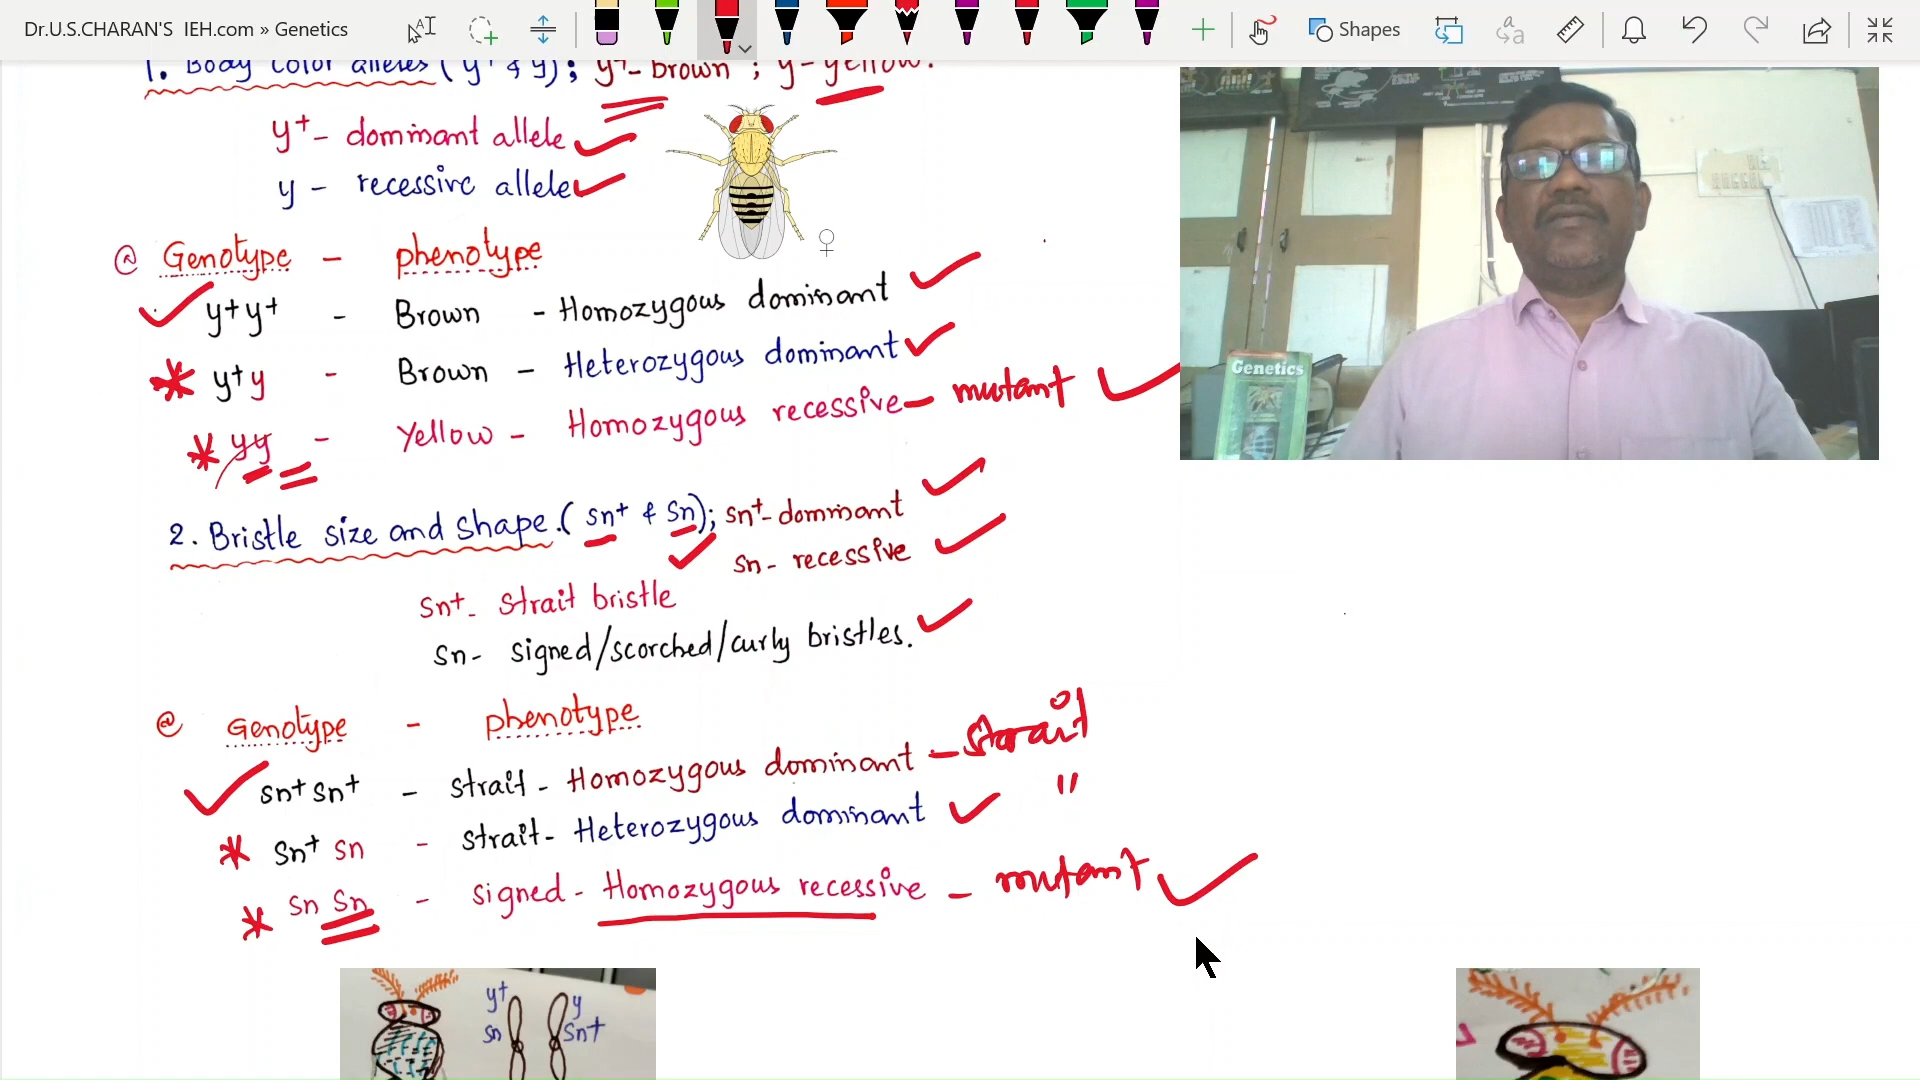 Dr.U.S.CHARAN'S IEH.com » Genetics
Shapes
1. Body color alleles (y+ & y); y+- brown ; y - yellow.
y+ - dominant allele
y - recessive allele
@ Genotype - phenotype
y+y+ - Brown - Homozygous dominant
y+y - Brown - Heterozygous dominant
yy - Yellow - Homozygous recessive - mutant
2. Bristle size and shape. (sn+ & sn); sn+- dominant
sn- recessive
sn+- strait bristle
sn- signed/scorched/curly bristles.
@ Genotype - phenotype
sn+ sn+ - strait - Homozygous dominant - strait
sn+ sn - strait - Heterozygous dominant "
sn sn - signed - Homozygous recessive - mutant
y+ y
sn sn+
Genetics
♀